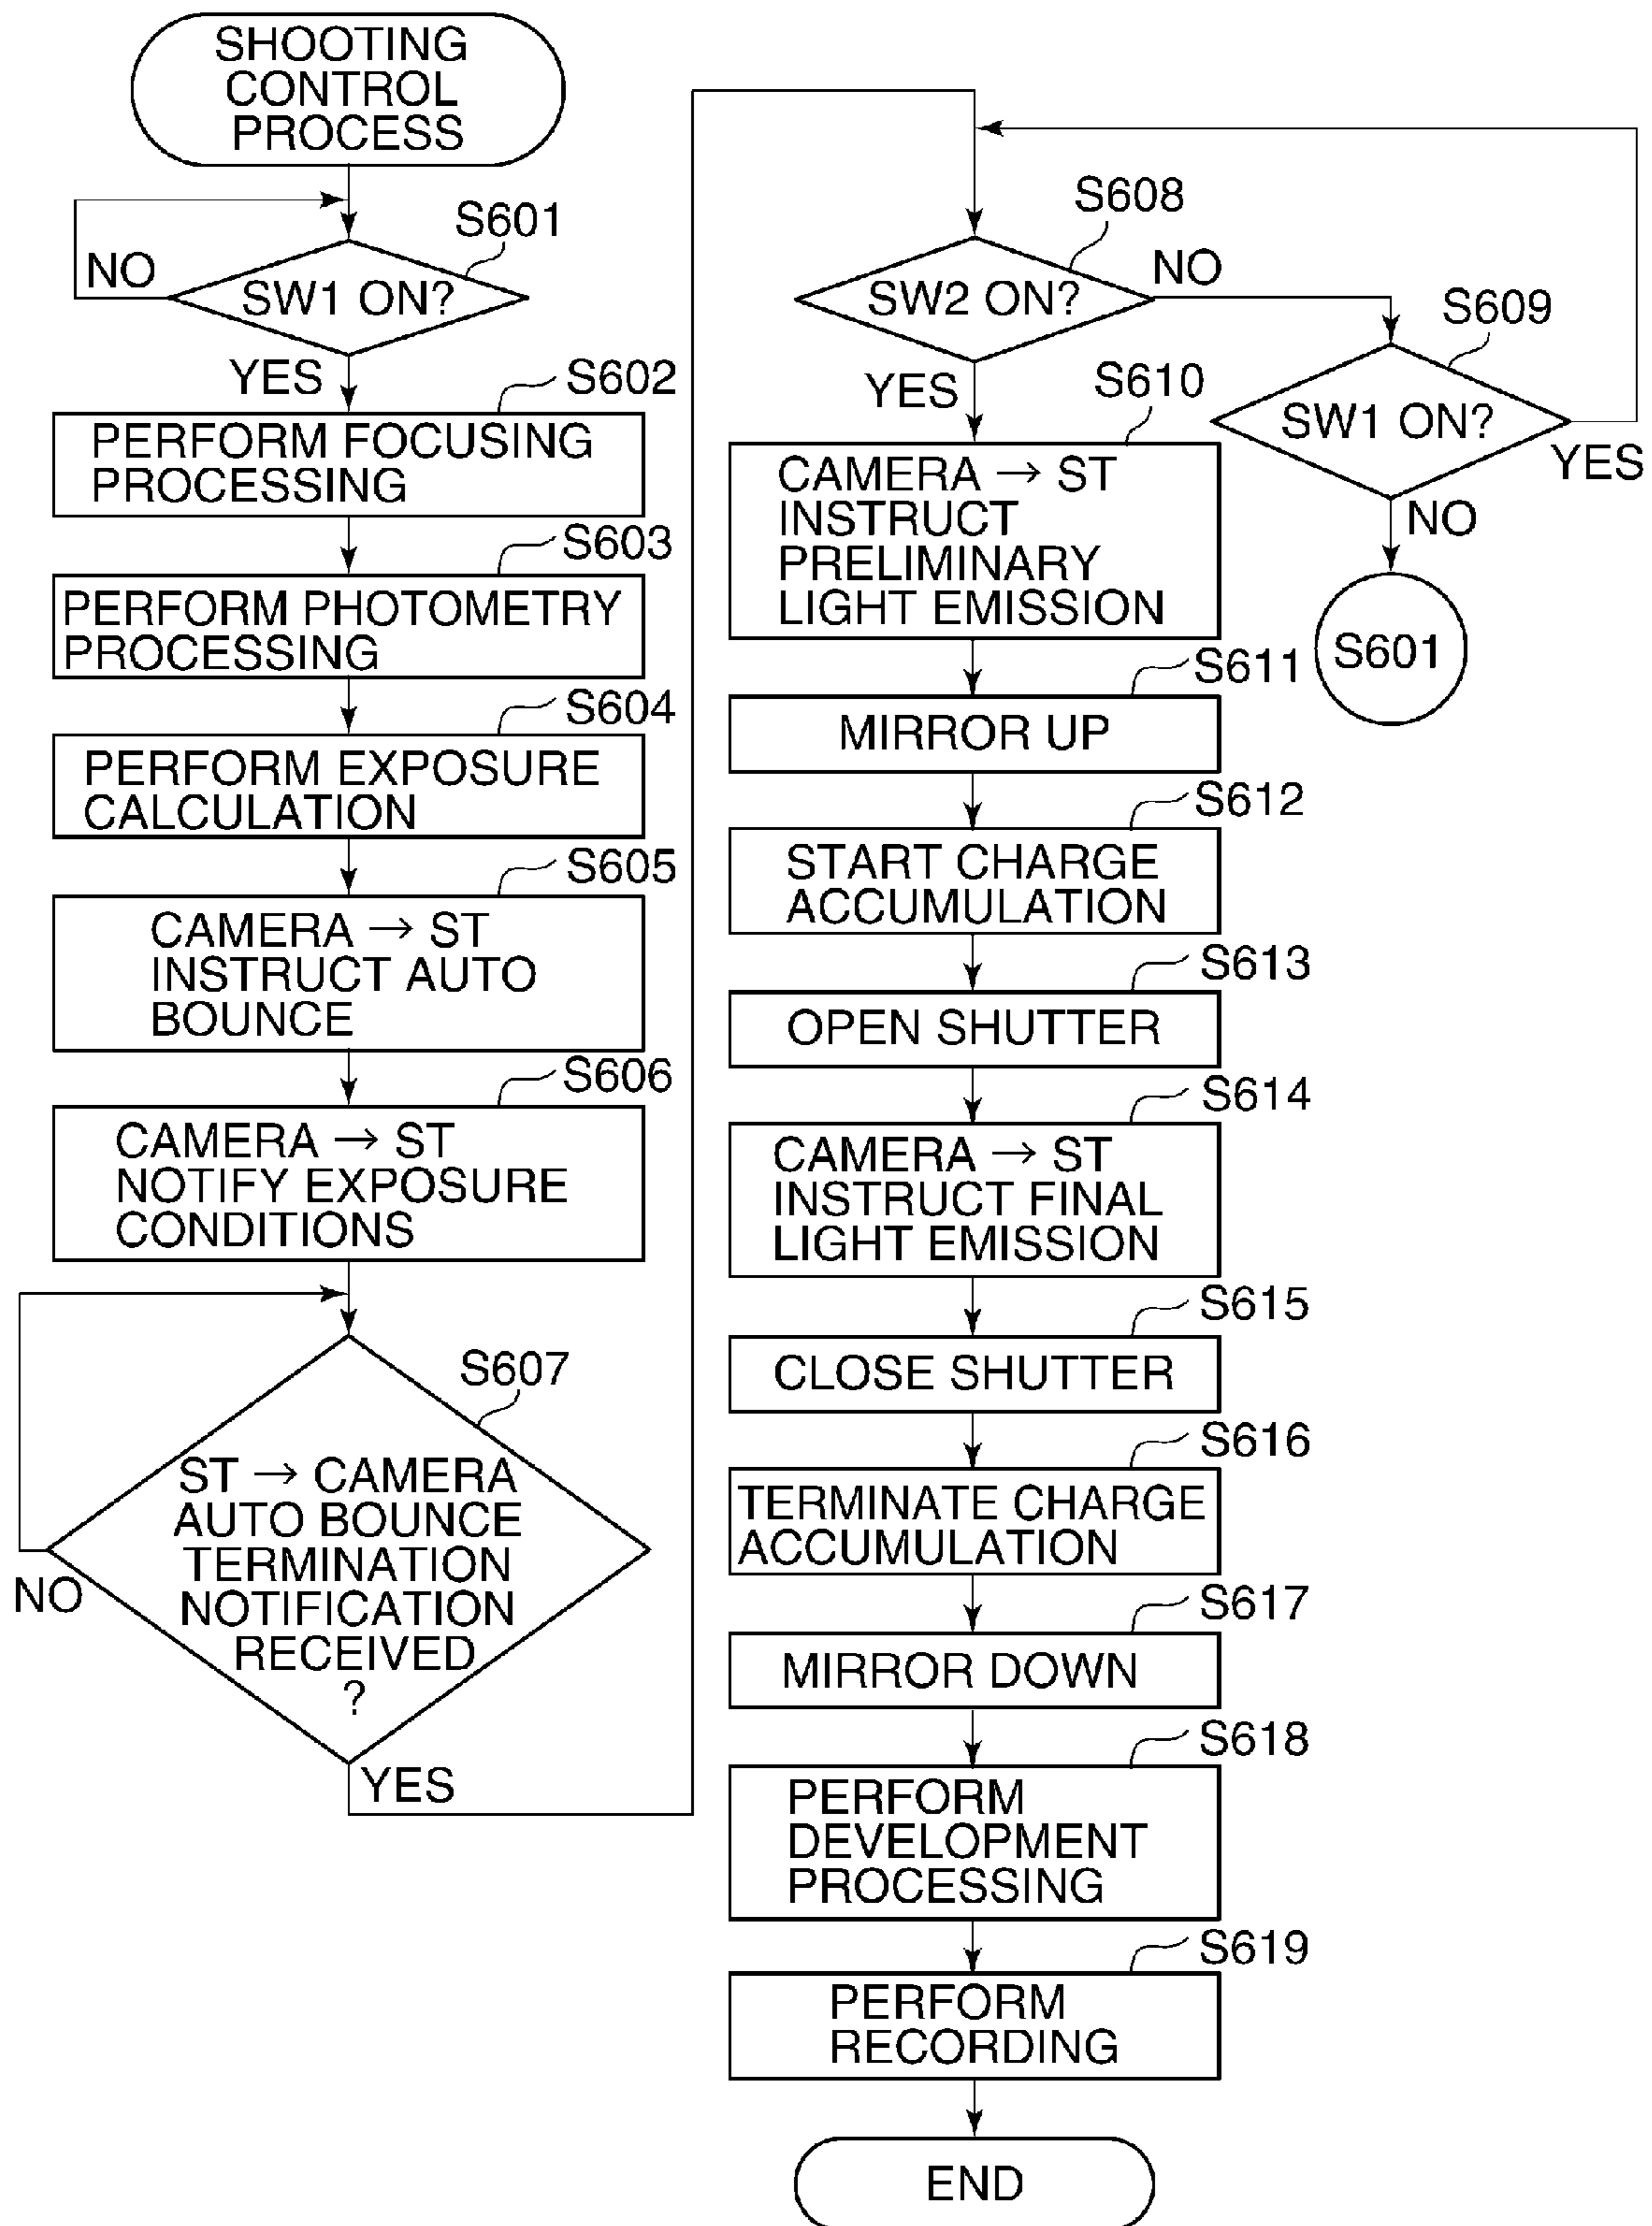 SHOOTING
CONTROL
PROCESS
S601
NO
SW1 ON?
YES
S602
PERFORM FOCUSING
PROCESSING
S603
PERFORM PHOTOMETRY
PROCESSING
S604
PERFORM EXPOSURE
CALCULATION
S605
CAMERA → ST
INSTRUCT AUTO
BOUNCE
S606
CAMERA → ST
NOTIFY EXPOSURE
CONDITIONS
S607
ST → CAMERA
AUTO BOUNCE
TERMINATION
NOTIFICATION
RECEIVED
?
NO
YES
S608
SW2 ON?
NO
YES
S609
SW1 ON?
YES
NO
S601
S610
CAMERA → ST
INSTRUCT
PRELIMINARY
LIGHT EMISSION
S611
MIRROR UP
S612
START CHARGE
ACCUMULATION
S613
OPEN SHUTTER
S614
CAMERA → ST
INSTRUCT FINAL
LIGHT EMISSION
S615
CLOSE SHUTTER
S616
TERMINATE CHARGE
ACCUMULATION
S617
MIRROR DOWN
S618
PERFORM
DEVELOPMENT
PROCESSING
S619
PERFORM
RECORDING
END